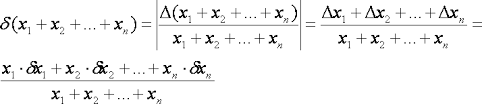 δ(x₁ + x₂ + ... + xₙ) = |Δ(x₁ + x₂ + ... + xₙ) / (x₁ + x₂ + ... + xₙ)| = (Δx₁ + Δx₂ + ... + Δxₙ) / (x₁ + x₂ + ... + xₙ) =
(x₁ · δx₁ + x₂ · δx₂ + ... + xₙ · δxₙ) / (x₁ + x₂ + ... + xₙ)